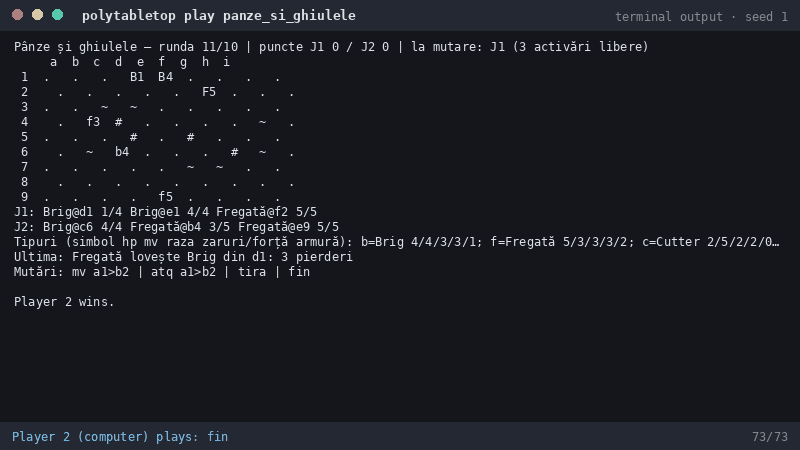 polytabletop play panze_si_ghiulele
terminal output · seed 1
Pânze și ghiulele — runda 11/10 | puncte J1 0 / J2 0 | la mutare: J1 (3 activări libere)
a b c d e f g h i
1 . . . B1 B4 . . . .
2 . . . . . F5 . . .
3 . . ~ ~ . . . . .
4 . f3 # . . . . ~ .
5 . . . # . # . . .
6 . ~ b4 . . . # ~ .
7 . . . . . ~ ~ . .
8 . . . . . . . . .
9 . . . . f5 . . . .
J1: Brig@d1 1/4 Brig@e1 4/4 Fregată@f2 5/5
J2: Brig@c6 4/4 Fregată@b4 3/5 Fregată@e9 5/5
Tipuri (simbol hp mv raza zaruri/forță armură): b=Brig 4/4/3/3/1; f=Fregată 5/3/3/3/2; c=Cutter 2/5/2/2/0…
Ultima: Fregată lovește Brig din d1: 3 pierderi
Mutări: mv a1>b2 | atq a1>b2 | tira | fin
Player 2 wins.
Player 2 (computer) plays: fin
73/73